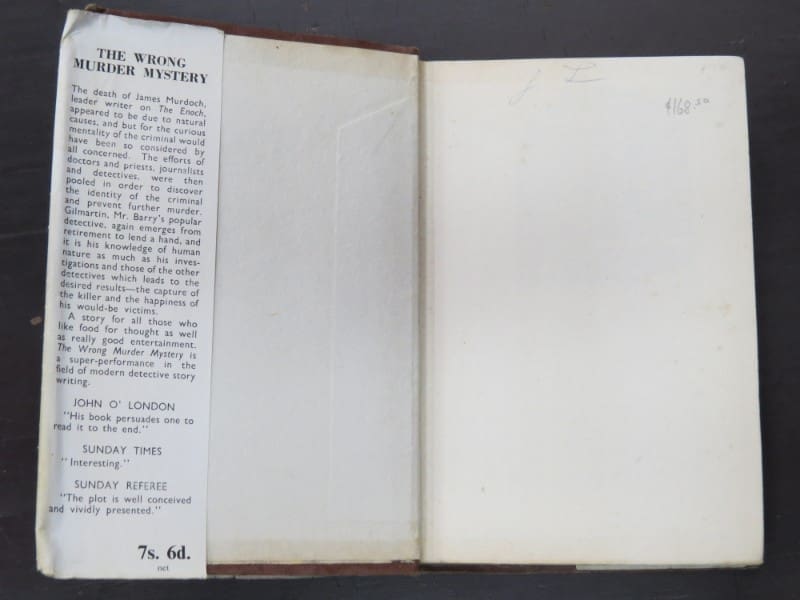 THE WRONG
MURDER MYSTERY
The death of James Murdoch,
leader writer on The Enoch,
appeared to be due to natural
causes, and but for the curious
mentality of the criminal would
have been so considered by
all concerned. The efforts of
doctors and priests, journalists
and detectives, were then
pooled in order to discover
the identity of the criminal
and prevent further murder.
Gilmartin, Mr. Barry's popular
detective, again emerges from
retirement to lend a hand, and
it is his knowledge of human
nature as much as his inves-
tigations and those of the other
detectives which leads to the
desired results—the capture of
the killer and the happiness of
his would-be victims.
A story for all those who
like food for thought as well
as really good entertainment.
The Wrong Murder Mystery is
a super-performance in the
field of modern detective story
writing.
JOHN O' LONDON
"His book persuades one to
read it to the end."
SUNDAY TIMES
"Interesting."
SUNDAY REFEREE
"The plot is well conceived
and vividly presented."
7s. 6d.
net
$168.50